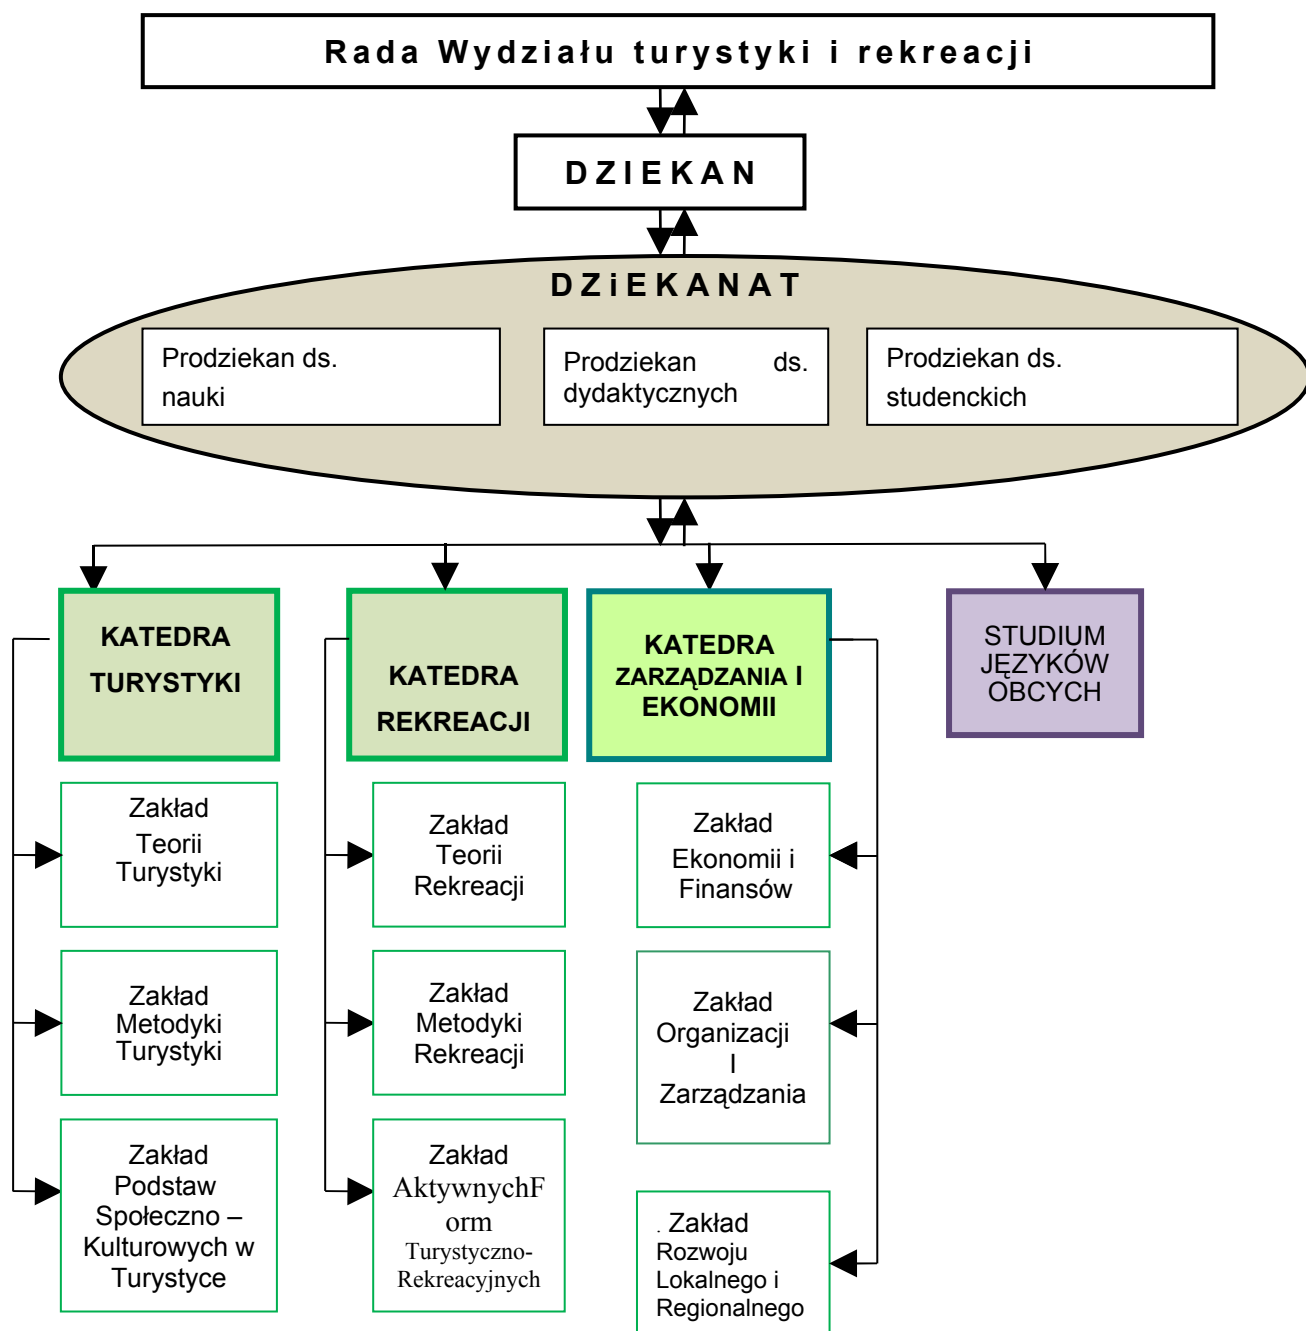 Rada Wydziału turystyki i rekreacji
DZIEKAN
DZiEKANAT
Prodziekan ds.
nauki
Prodziekan ds.
dydaktycznych
Prodziekan ds.
studenckich
KATEDRA
TURYSTYKI
KATEDRA
REKREACJI
KATEDRA
ZARZĄDZANIA I
EKONOMII
STUDIUM
JĘZYKÓW
OBCYCH
Zakład
Teorii
Turystyki
Zakład
Teorii
Rekreacji
Zakład
Ekonomii i
Finansów
Zakład
Metodyki
Turystyki
Zakład
Metodyki
Rekreacji
Zakład
Organizacji
I
Zarządzania
Zakład
Podstaw
Społeczno –
Kulturowych w
Turystyce
Zakład
AktywnychF
orm
Turystyczno-
Rekreacyjnych
. Zakład
Rozwoju
Lokalnego i
Regionalnego